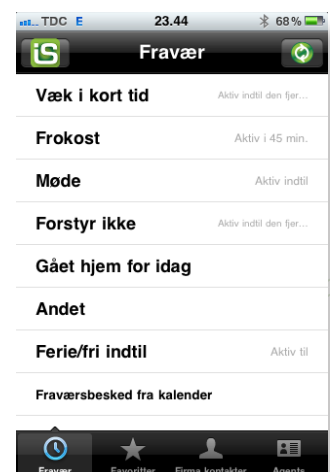 TDC E 23.44 68 %
iS Fravær
Væk i kort tid Aktiv indtil den fjer...
Frokost Aktiv i 45 min.
Møde Aktiv indtil
Forstyr ikke Aktiv indtil den fjer...
Gået hjem for idag
Andet
Ferie/fri indtil Aktiv til
Fraværsbesked fra kalender
Fravær Favoritter Firma kontakter Agents